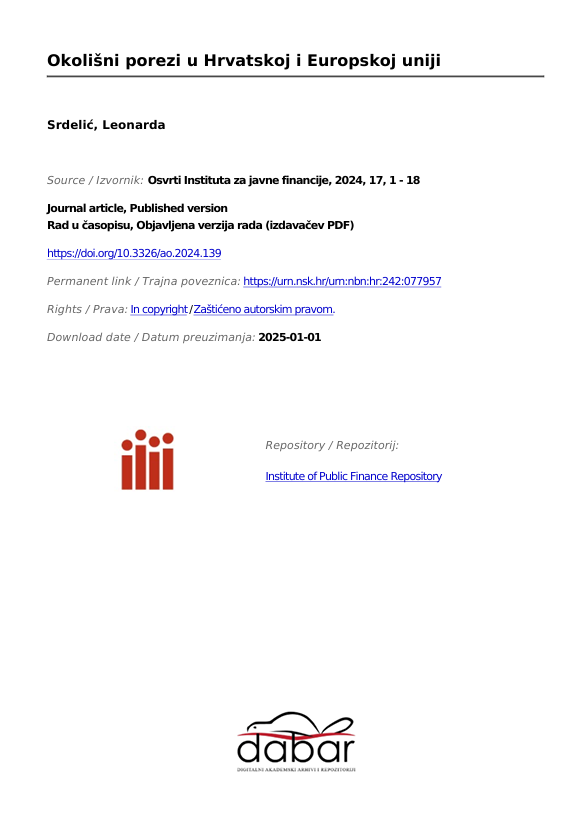 Okolišni porezi u Hrvatskoj i Europskoj uniji
Srdelić, Leonarda
Source / Izvornik: Osvrti Instituta za javne financije, 2024, 17, 1 - 18
Journal article, Published version
Rad u časopisu, Objavljena verzija rada (izdavačev PDF)
https://doi.org/10.3326/ao.2024.139
Permanent link / Trajna poveznica: https://urn.nsk.hr/urn:nbn:hr:242:077957
Rights / Prava: In copyright/Zaštićeno autorskim pravom.
Download date / Datum preuzimanja: 2025-01-01
Repository / Repozitorij:
Institute of Public Finance Repository
dabar
DIGITALNI AKADEMSKI ARHIVI I REPOZITORIJI